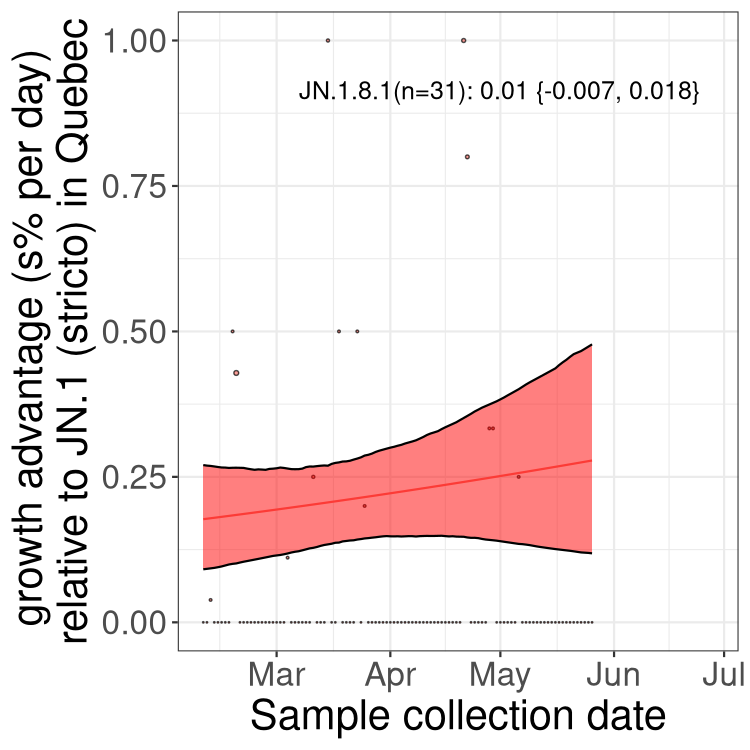 growth advantage (s% per day)
relative to JN.1 (stricto) in Quebec
1.00
0.75
0.50
0.25
0.00
JN.1.8.1(n=31): 0.01 {-0.007, 0.018}
Mar Apr May Jun Jul
Sample collection date